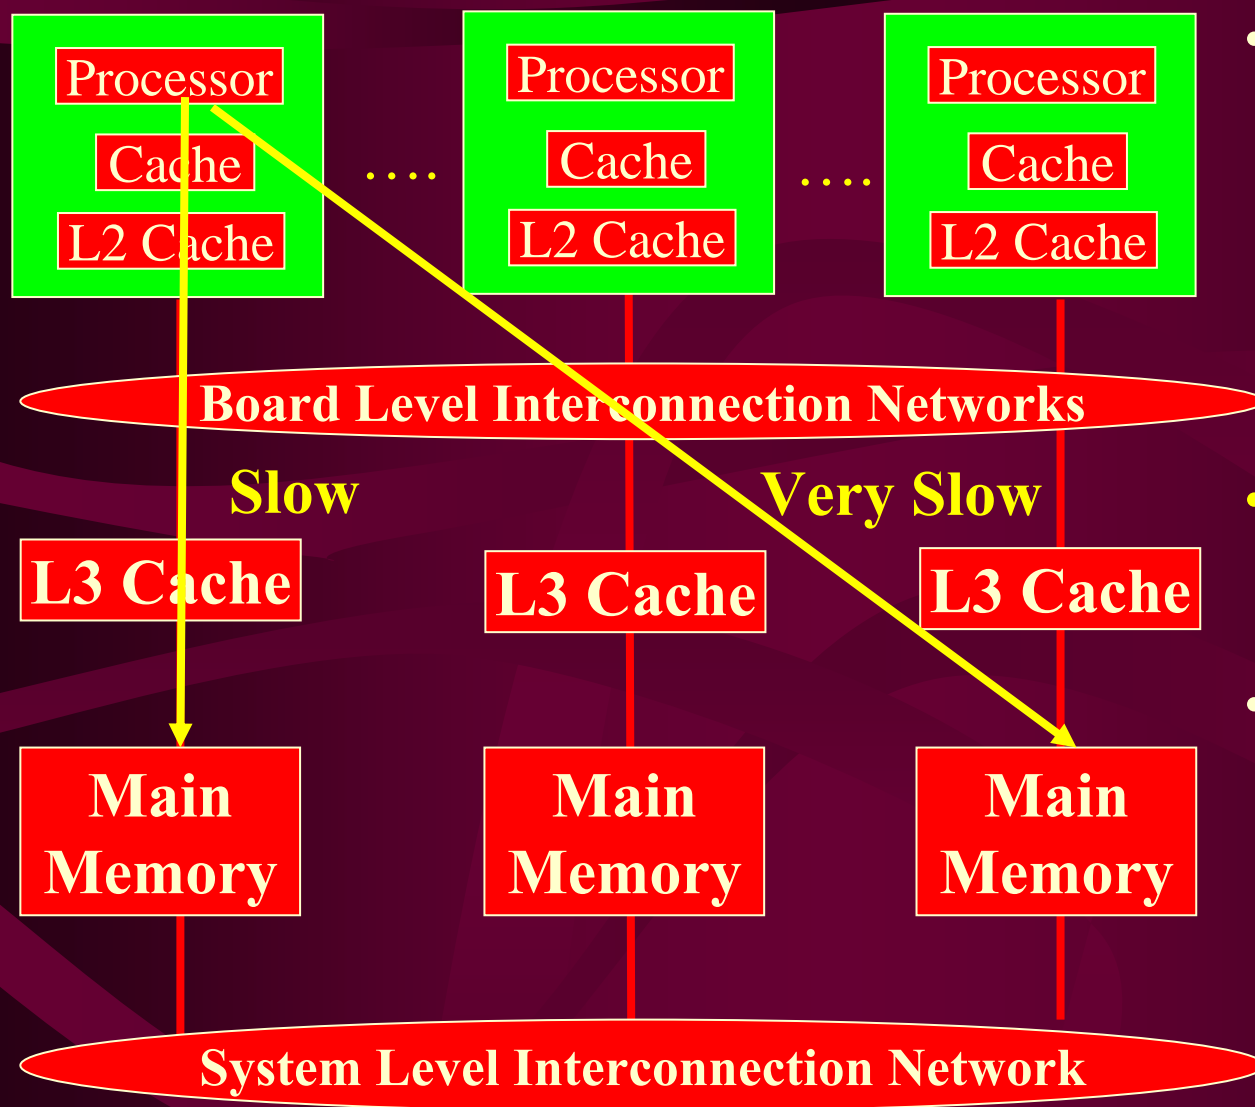 Processor
Cache
L2 Cache
....
Processor
Cache
L2 Cache
....
Processor
Cache
L2 Cache
Board Level Interconnection Networks
Slow
Very Slow
L3 Cache
L3 Cache
L3 Cache
Main
Memory
Main
Memory
Main
Memory
System Level Interconnection Network